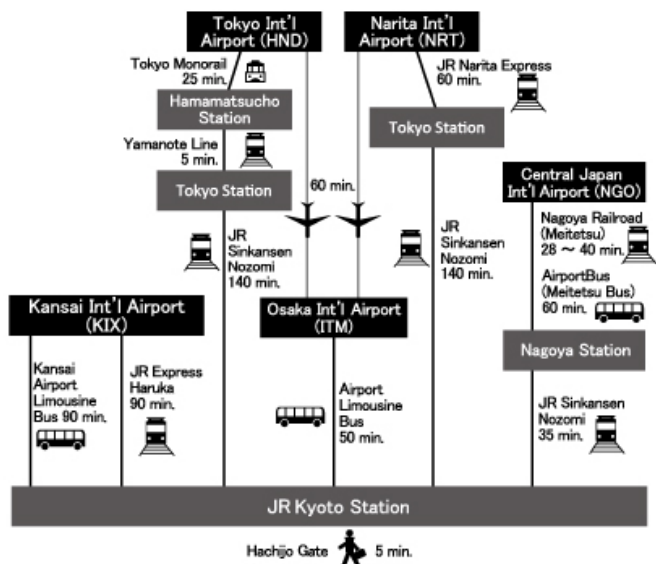 Tokyo Int'l
Airport (HND)
Narita Int'l
Airport (NRT)
Tokyo Monorail
25 min.
JR Narita Express
60 min.
Hamamatsucho
Station
Tokyo Station
Yamanote Line
5 min.
Tokyo Station
60 min.
Central Japan
Int'l Airport (NGO)
JR
Sinkansen
Nozomi
140 min.
JR
Sinkansen
Nozomi
140 min.
Nagoya Railroad
(Meitetsu)
28 ～ 40 min.
AirportBus
(Meitetsu Bus)
60 min.
Kansai Int'l Airport
(KIX)
Osaka Int'l Airport
(ITM)
Nagoya Station
Kansai
Airport
Limousine
Bus 90 min.
JR Express
Haruka
90 min.
Airport
Limousine
Bus
50 min.
JR Sinkansen
Nozomi
35 min.
JR Kyoto Station
Hachijo Gate 5 min.